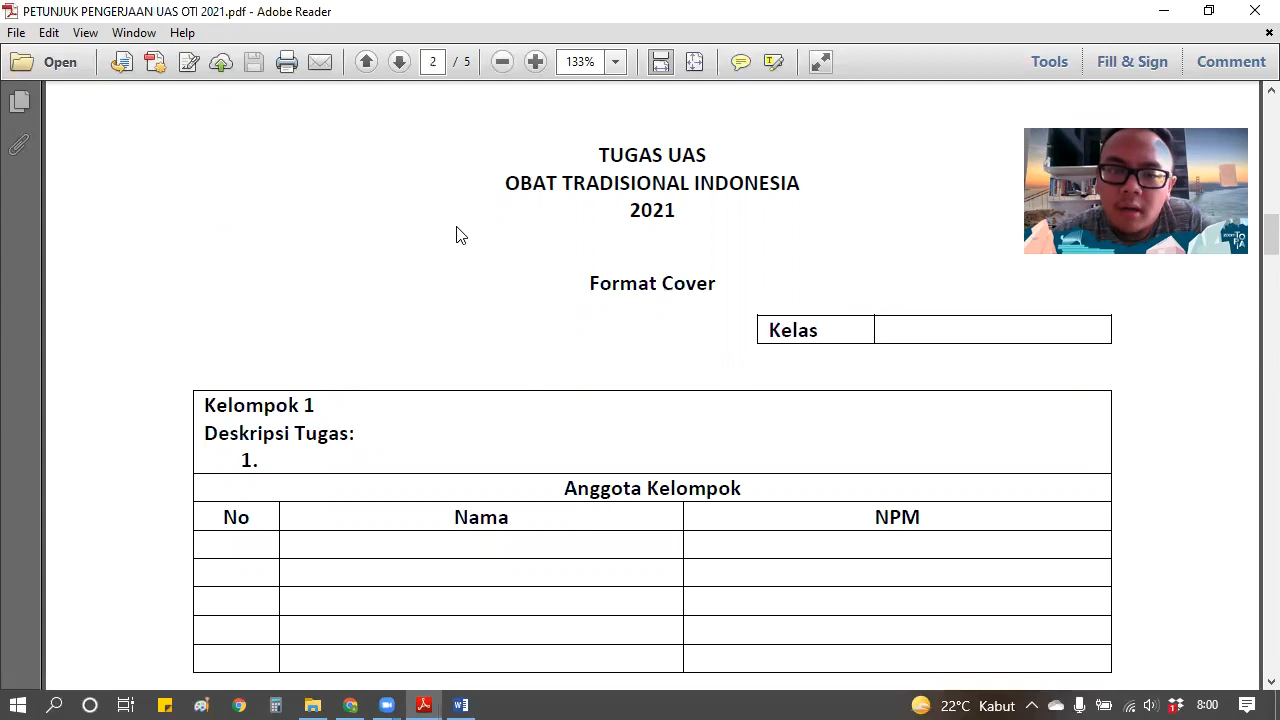 PETUNJUK PENGERJAAN UAS OTI 2021.pdf - Adobe Reader
File Edit View Window Help
Open 2 / 5 133% Tools Fill & Sign Comment
TUGAS UAS
OBAT TRADISIONAL INDONESIA
2021
Format Cover
Kelas
Kelompok 1
Deskripsi Tugas:
1.
Anggota Kelompok
No Nama NPM
22°C Kabut 1 8:00